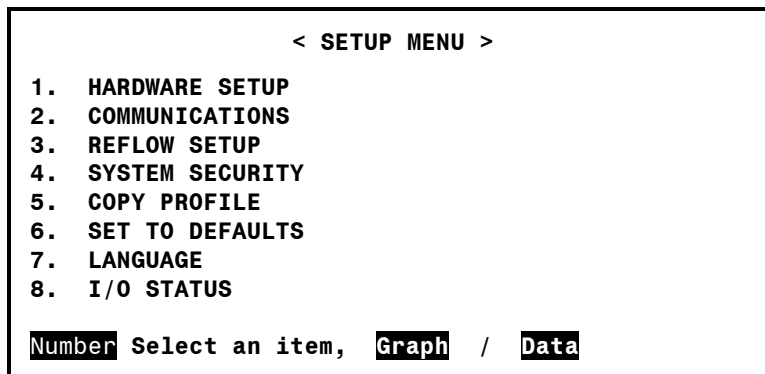 < SETUP MENU >
1. HARDWARE SETUP
2. COMMUNICATIONS
3. REFLOW SETUP
4. SYSTEM SECURITY
5. COPY PROFILE
6. SET TO DEFAULTS
7. LANGUAGE
8. I/O STATUS
Number Select an item, Graph / Data